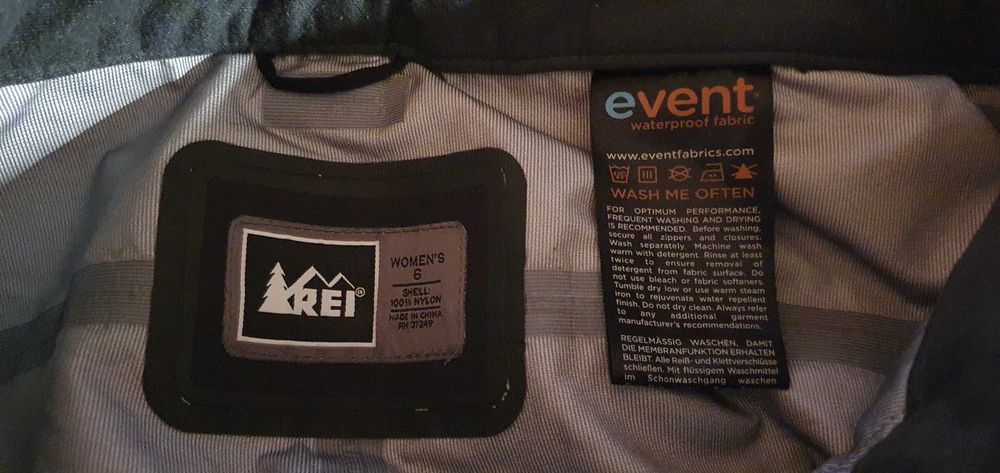 REI®
WOMEN'S
6
SHELL:
100% NYLON
MADE IN CHINA
RN 37249
event
waterproof fabric
www.eventfabrics.com
WASH ME OFTEN
FOR OPTIMUM PERFORMANCE,
FREQUENT WASHING AND DRYING
IS RECOMMENDED. Before washing,
secure all zippers and closures.
Wash separately. Machine wash
warm with detergent. Rinse at least
twice to ensure removal of
detergent from fabric surface. Do
not use bleach or fabric softeners.
Tumble dry low or use warm steam
iron to rejuvenate water repellent
finish. Do not dry clean. Always refer
to any additional garment
manufacturer's recommendations.
REGELMÄSSIG WASCHEN, DAMIT
DIE MEMBRANFUNKTION ERHALTEN
BLEIBT. Alle Reiß- und Klettverschlüsse
schließen. Mit flüssigem Waschmittel
im Schonwaschgang waschen